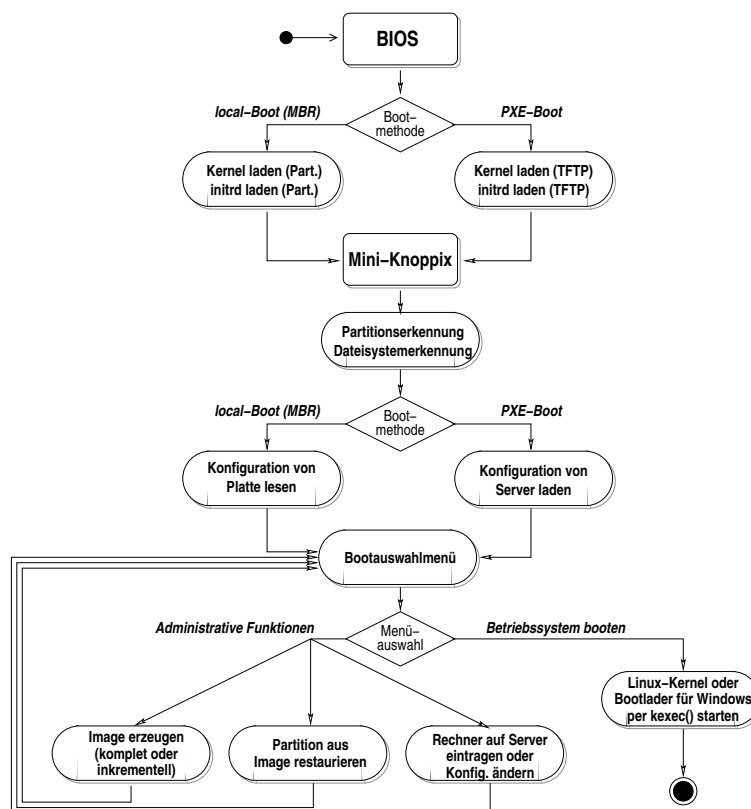 BIOS
local–Boot (MBR)
Boot–
methode
PXE–Boot
Kernel laden (Part.)
initrd laden (Part.)
Kernel laden (TFTP)
initrd laden (TFTP)
Mini–Knoppix
Partitionserkennung
Dateisystemerkennung
local–Boot (MBR)
Boot–
methode
PXE–Boot
Konfiguration von
Platte lesen
Konfiguration von
Server laden
Bootauswahlmenü
Administrative Funktionen
Menü–
auswahl
Betriebssystem booten
Linux–Kernel oder
Bootlader für Windows
per kexec() starten
Image erzeugen
(komplet oder
inkrementell)
Partition aus
Image restaurieren
Rechner auf Server
eintragen oder
Konfig. ändern